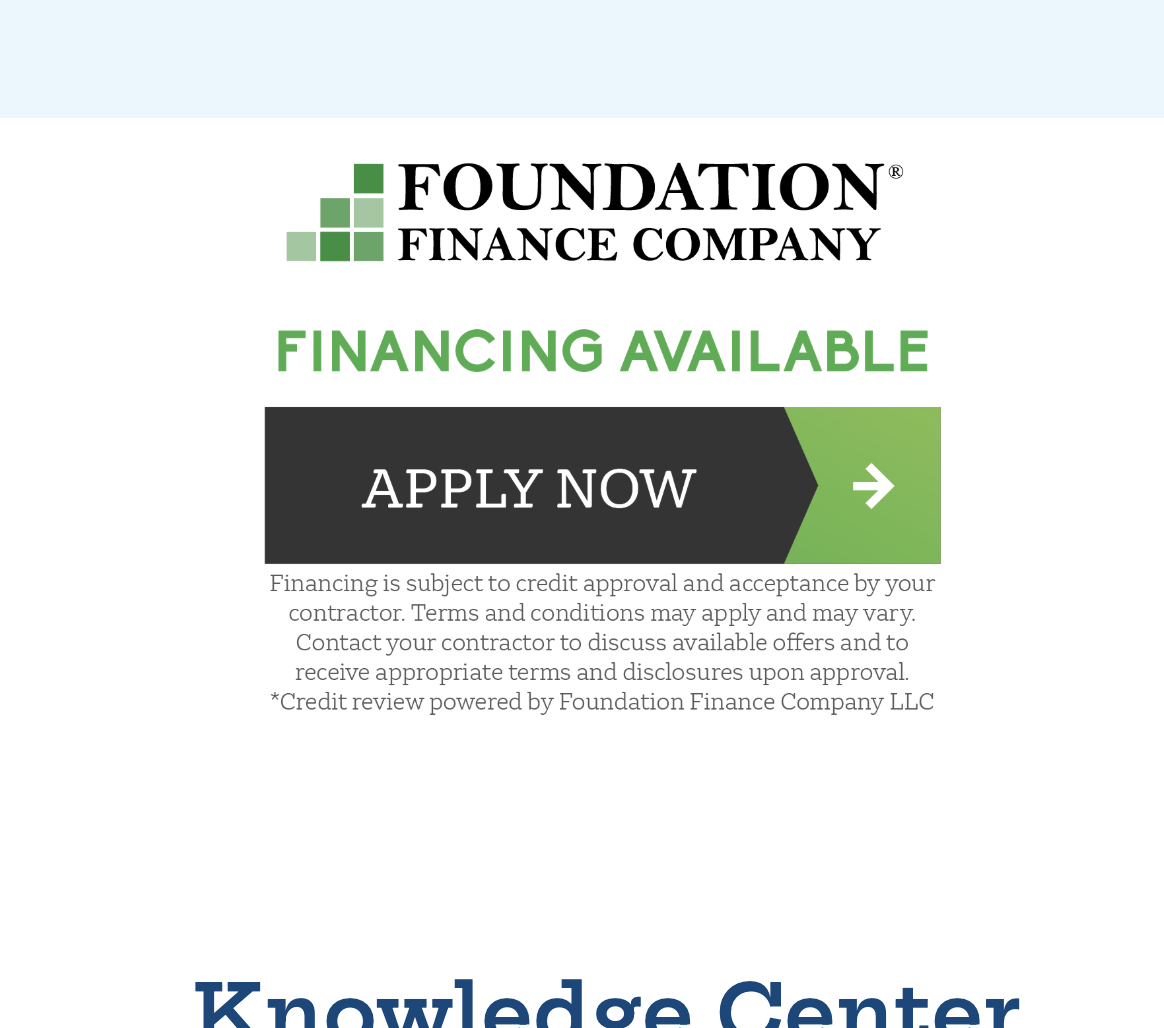 FOUNDATION®
FINANCE COMPANY
FINANCING AVAILABLE
APPLY NOW
Financing is subject to credit approval and acceptance by your
contractor. Terms and conditions may apply and may vary.
Contact your contractor to discuss available offers and to
receive appropriate terms and disclosures upon approval.
*Credit review powered by Foundation Finance Company LLC
Knowledge Center